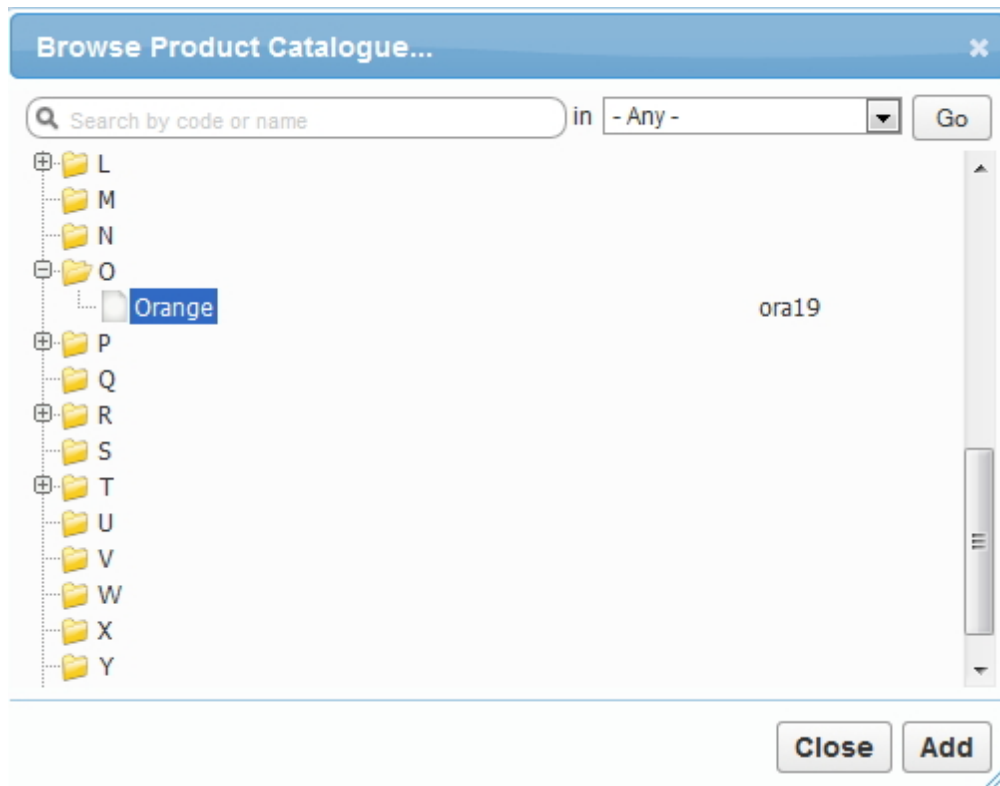 Browse Product Catalogue...
Search by code or name in - Any - Go
L
M
N
O
Orange ora19
P
Q
R
S
T
U
V
W
X
Y
Close Add